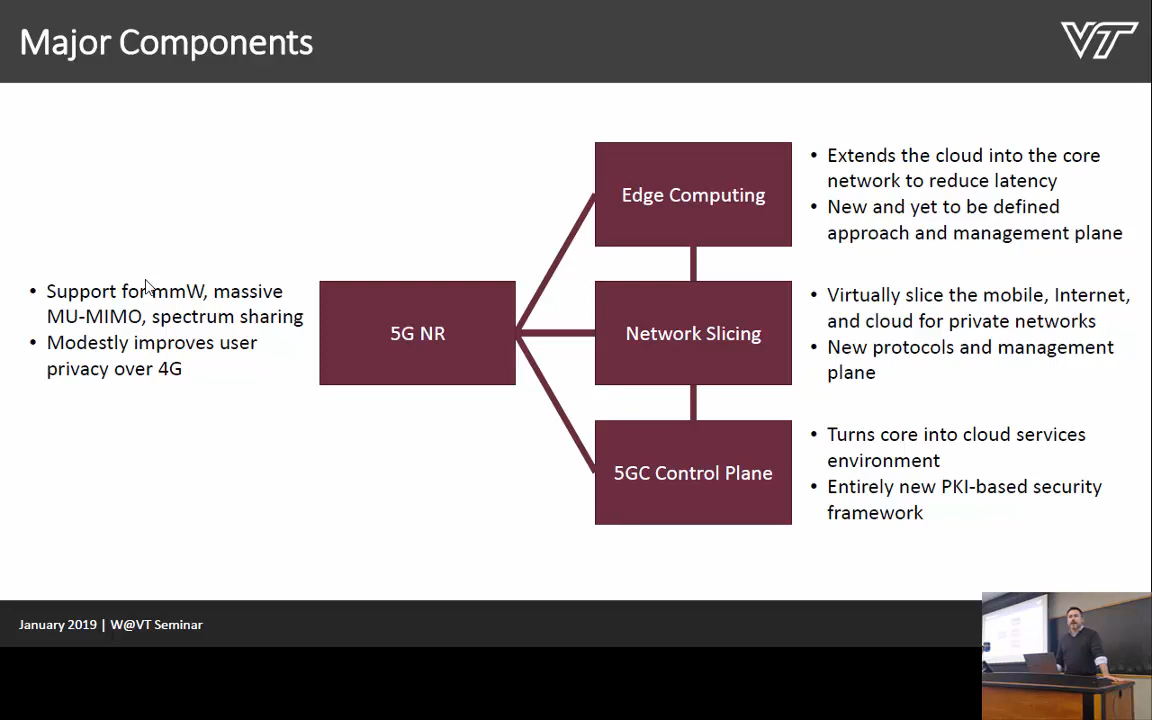 Major Components
VT
Edge Computing
• Extends the cloud into the core
network to reduce latency
• New and yet to be defined
approach and management plane
• Support for mmW, massive
MU-MIMO, spectrum sharing
• Modestly improves user
privacy over 4G
5G NR
Network Slicing
• Virtually slice the mobile, Internet,
and cloud for private networks
• New protocols and management
plane
5GC Control Plane
• Turns core into cloud services
environment
• Entirely new PKI-based security
framework
January 2019 | W@VT Seminar